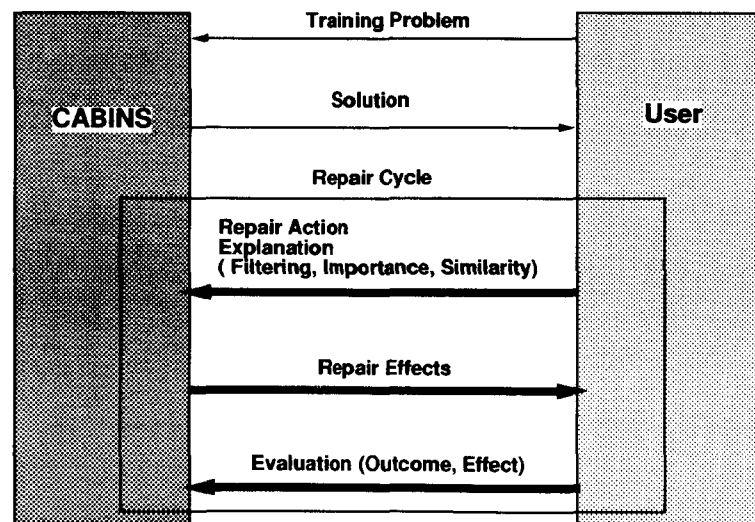 Training Problem
CABINS
Solution
User
Repair Cycle
Repair Action
Explanation
( Filtering, Importance, Similarity)
Repair Effects
Evaluation (Outcome, Effect)